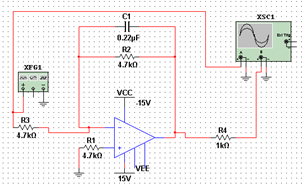 C1
0.22µF
XSC1
R2
4.7kΩ
Ext Trig
XFG1
VCC
-15V
R3
4.7kΩ
R4
1kΩ
R1
4.7kΩ
VEE
15V